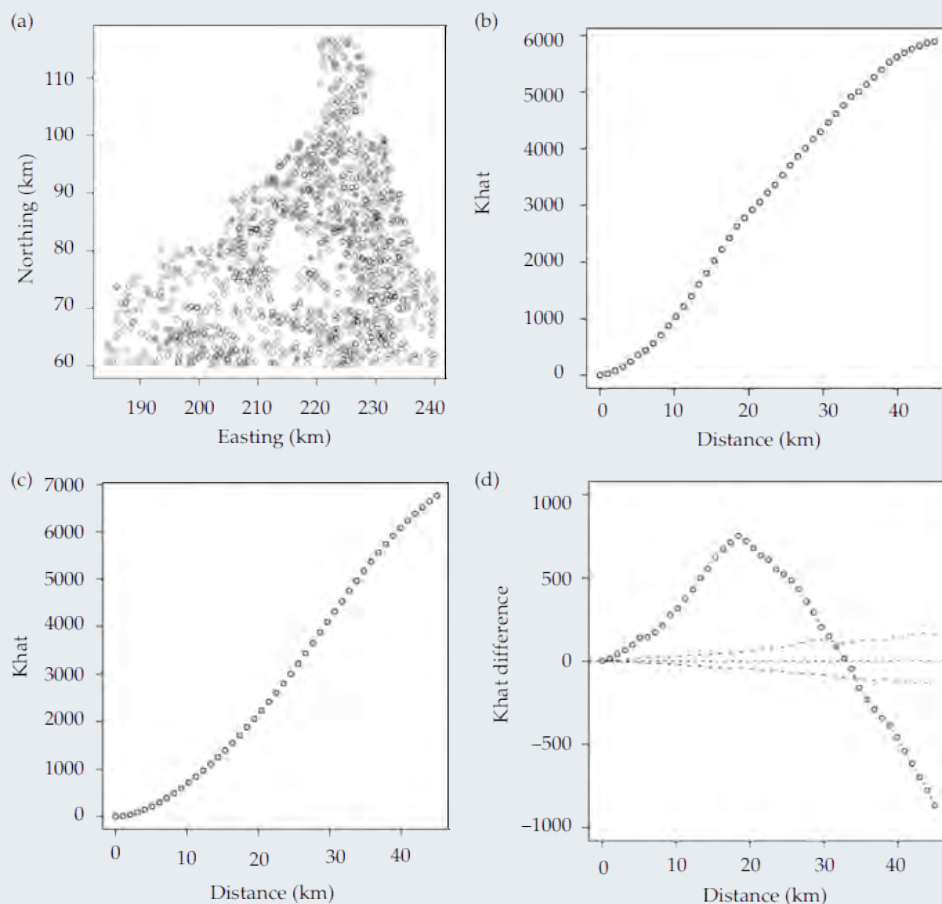 (a)
110
100
90
80
70
60
Northing (km)
190 200 210 220 230 240
Easting (km)
(b)
6000
4000
3000
2000
1000
0
Khat
0 10 20 30 40
Distance (km)
(c)
7000
6000
5000
4000
3000
2000
1000
0
Khat
0 10 20 30 40
Distance (km)
(d)
1000
500
0
–500
–1000
Khat difference
0 10 20 30 40
Distance (km)